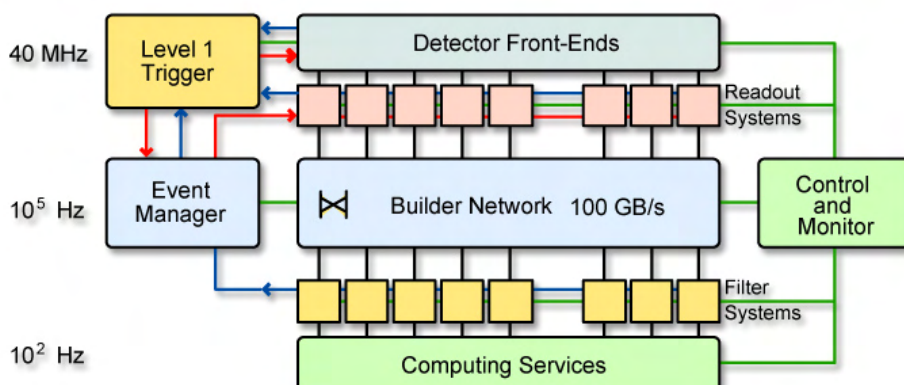 40 MHz
Level 1
Trigger
Detector Front-Ends
Readout
Systems
10⁵ Hz
Event
Manager
Builder Network 100 GB/s
Control
and
Monitor
Filter
Systems
10² Hz
Computing Services